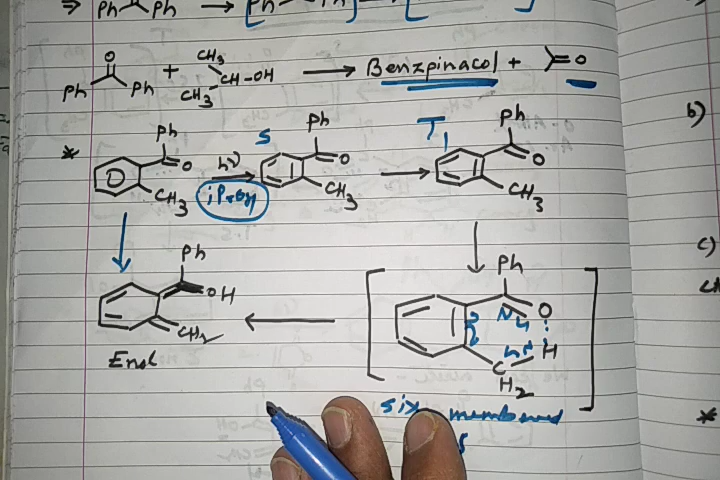 ⇒ Ph Ph → [ Ph
O
Ph Ph + CH3 CH-OH CH3 → Benzpinacol + =O
* Ph O CH3 hν iPrOH → S Ph O CH3 → T1 Ph O CH3
b)
c)
Ph OH CH2 ← [ Ph O H C H2 ]
Enol
six membered
*